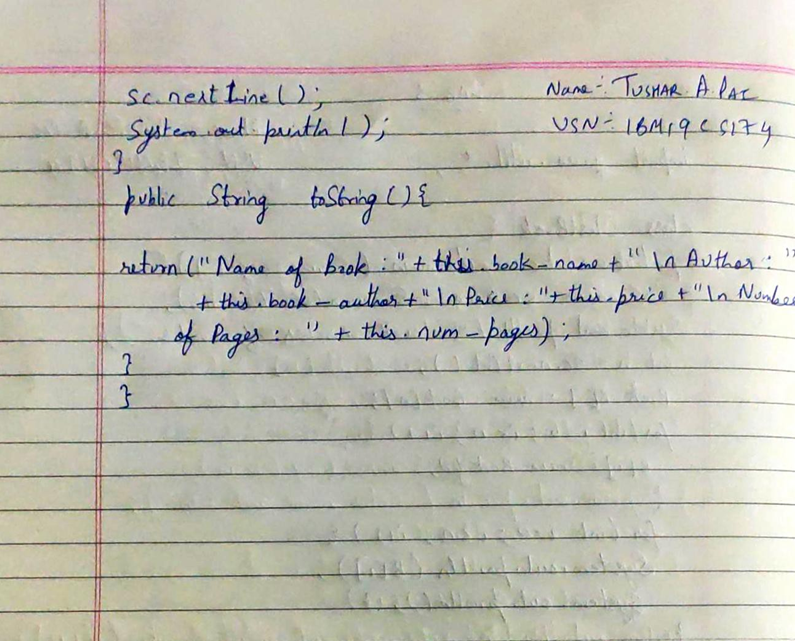 sc.nextLine(); Name:- TUSHAR A. PAI
System.out.println(); USN:- 1BM19CS174
}
public String toString(){
return("Name of Book :"+ this.book_name +" \n Author : "
+ this.book_author +" \n Price : "+ this.price +"\n Number
of Pages : " + this.num_pages);
}
}